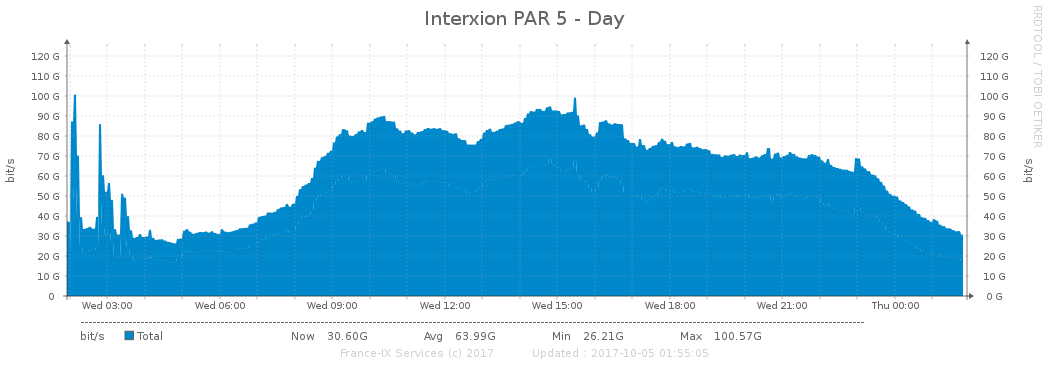 Interxion PAR 5 - Day
RRDTOOL / TOBI OETIKER
bit/s
120 G 120 G
110 G 110 G
100 G 100 G
90 G 90 G
80 G 80 G
70 G 70 G
60 G 60 G
50 G 50 G
40 G 40 G
30 G 30 G
20 G 20 G
10 G 10 G
0 0 G
bit/s
Wed 03:00 Wed 06:00 Wed 09:00 Wed 12:00 Wed 15:00 Wed 18:00 Wed 21:00 Thu 00:00
bit/s Total Now 30.60G Avg 63.99G Min 26.21G Max 100.57G
France-IX Services (c) 2017 Updated : 2017-10-05 01:55:05